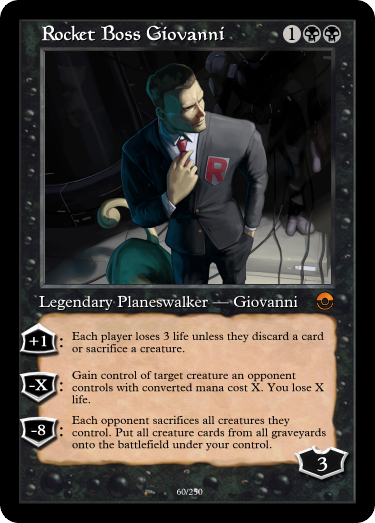 Rocket Boss Giovanni 1
R
Legendary Planeswalker — Giovanni
+1 : Each player loses 3 life unless they discard a card
or sacrifice a creature.
-X : Gain control of target creature an opponent
controls with converted mana cost X. You lose X
life.
-8 : Each opponent sacrifices all creatures they
control. Put all creature cards from all graveyards
onto the battlefield under your control.
3
60/250